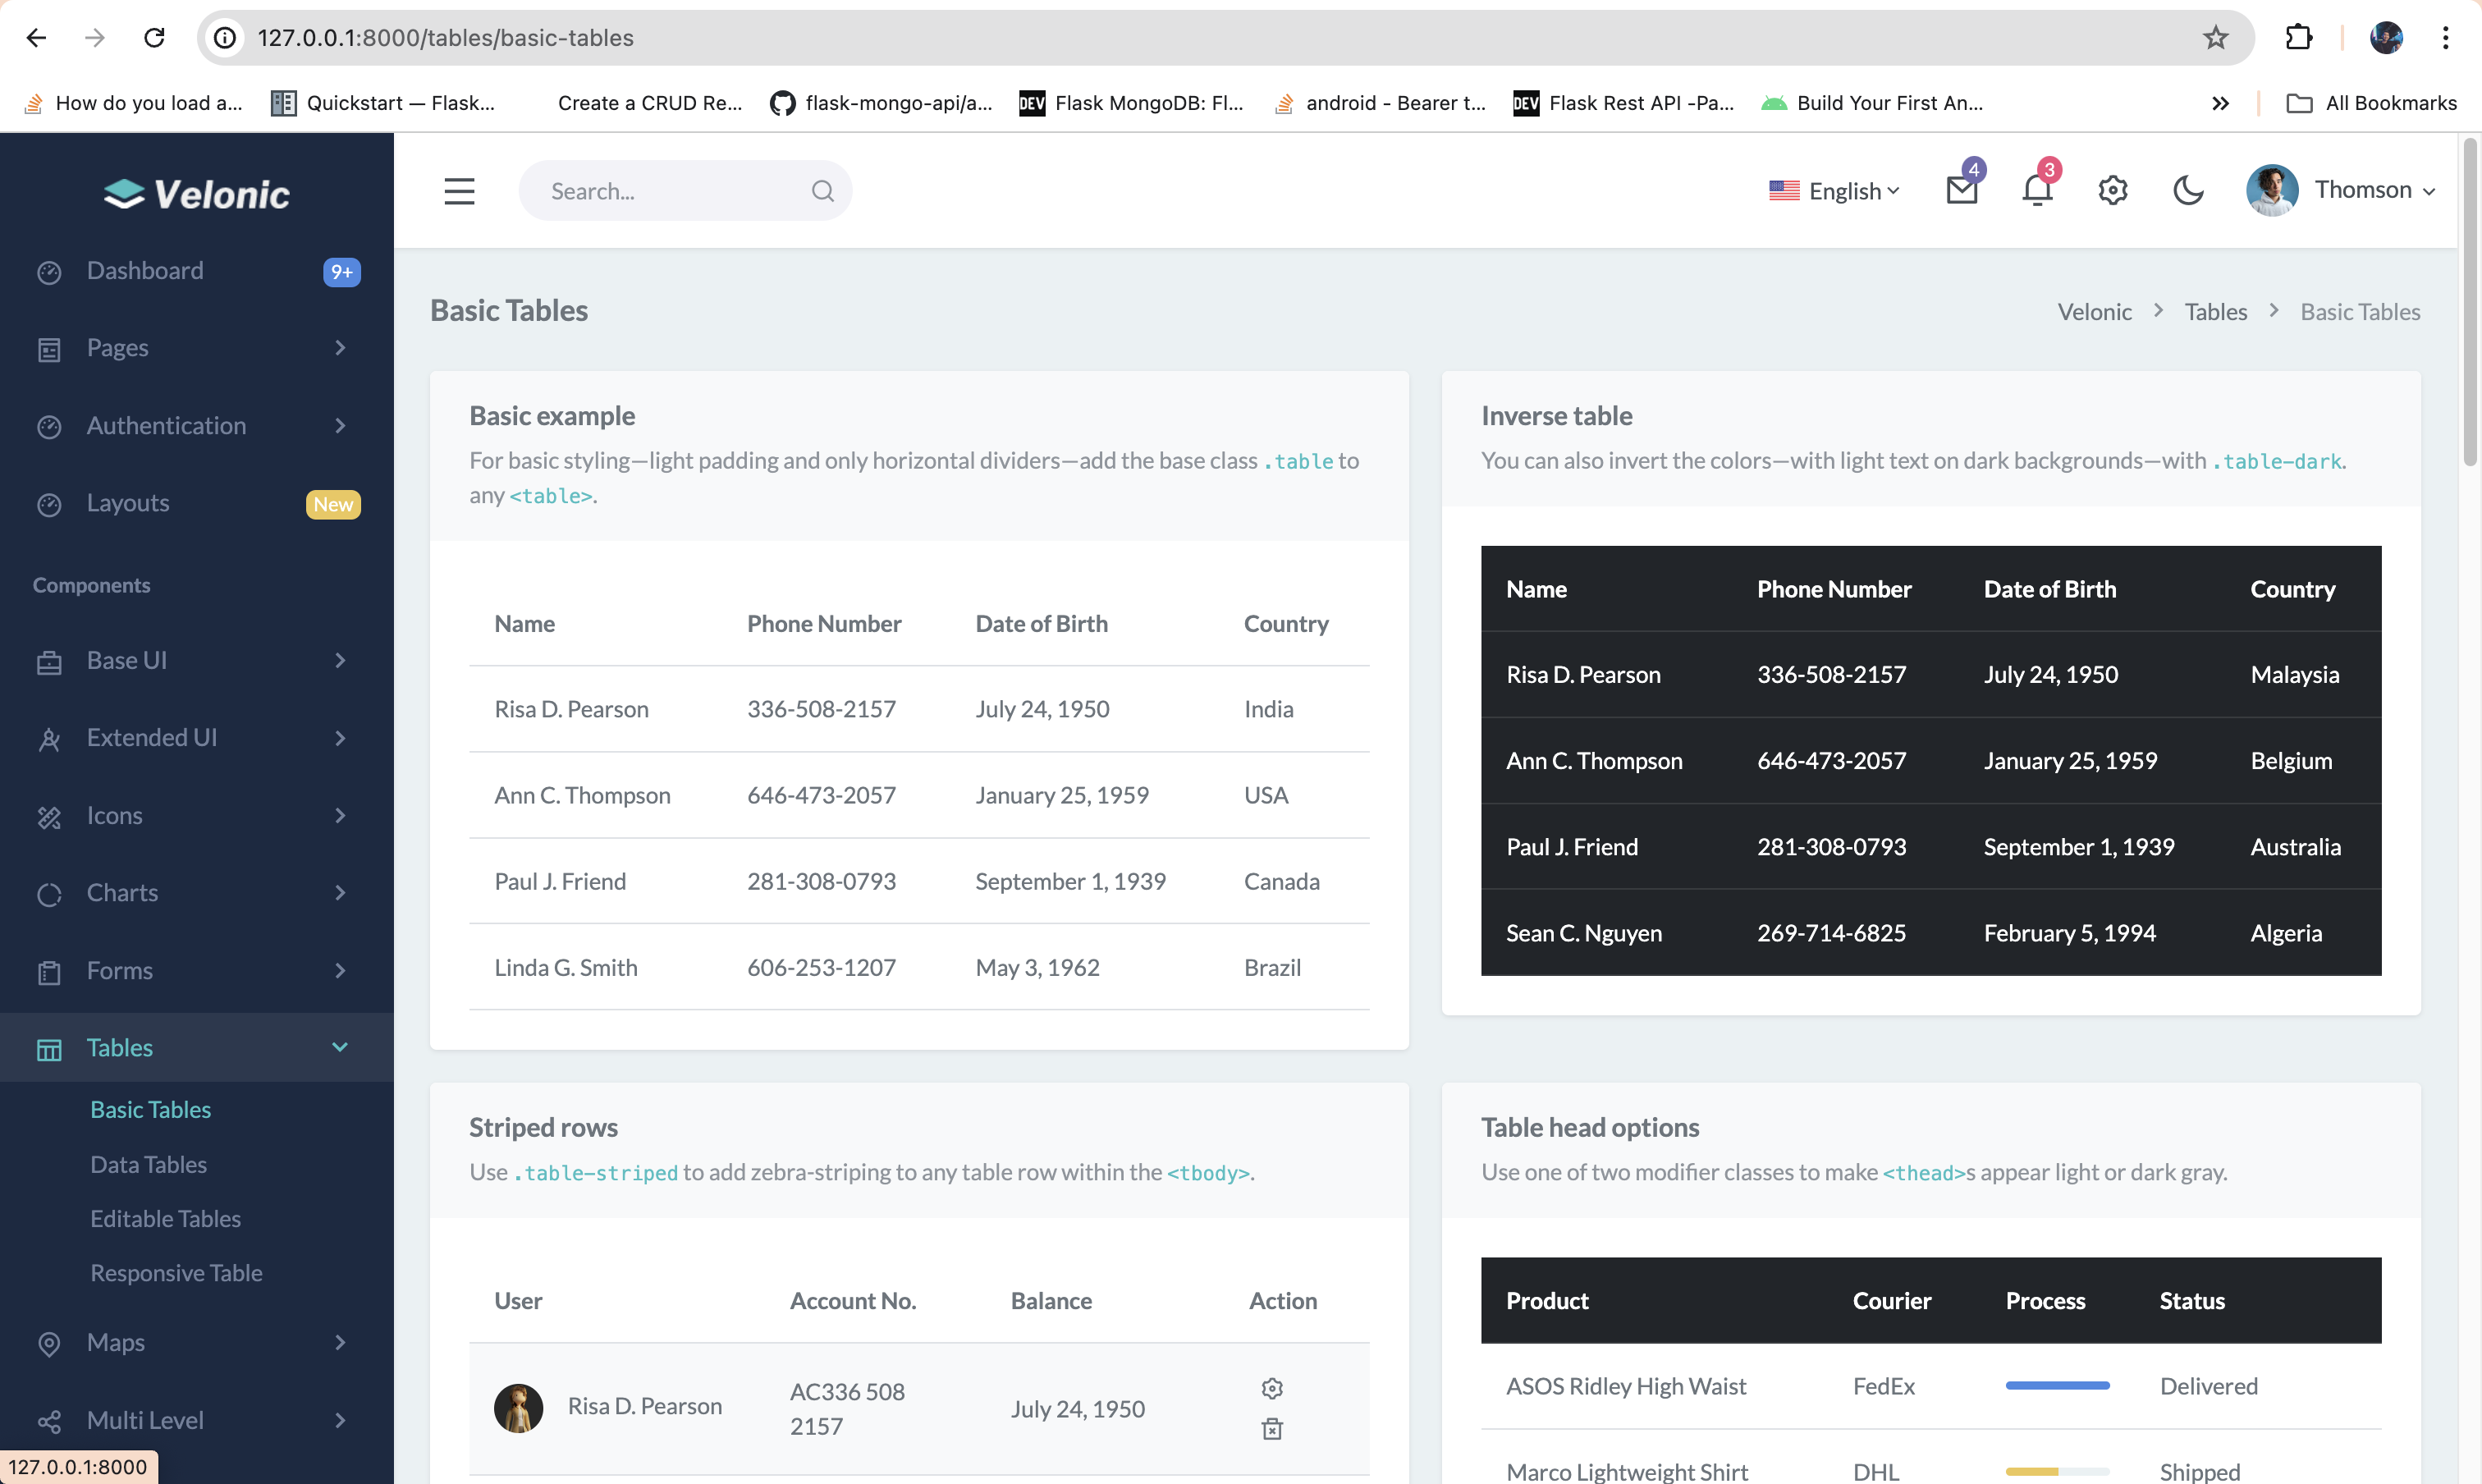 127.0.0.1:8000/tables/basic-tables
How do you load a...
Quickstart — Flask...
Create a CRUD Re...
flask-mongo-api/a...
DEV
Flask MongoDB: Fl...
android - Bearer t...
DEV
Flask Rest API -Pa...
Build Your First An...
All Bookmarks
Velonic
Search...
English
4
3
Thomson
Dashboard
9+
Pages
Authentication
Layouts
New
Components
Base UI
Extended UI
Icons
Charts
Forms
Tables
Basic Tables
Data Tables
Editable Tables
Responsive Table
Maps
Multi Level
127.0.0.1:8000
Basic Tables
Velonic > Tables > Basic Tables
Basic example
For basic styling—light padding and only horizontal dividers—add the base class .table to
any <table>.
Name Phone Number Date of Birth Country
Risa D. Pearson 336-508-2157 July 24, 1950 India
Ann C. Thompson 646-473-2057 January 25, 1959 USA
Paul J. Friend 281-308-0793 September 1, 1939 Canada
Linda G. Smith 606-253-1207 May 3, 1962 Brazil
Inverse table
You can also invert the colors—with light text on dark backgrounds—with .table-dark.
Name Phone Number Date of Birth Country
Risa D. Pearson 336-508-2157 July 24, 1950 Malaysia
Ann C. Thompson 646-473-2057 January 25, 1959 Belgium
Paul J. Friend 281-308-0793 September 1, 1939 Australia
Sean C. Nguyen 269-714-6825 February 5, 1994 Algeria
Striped rows
Use .table-striped to add zebra-striping to any table row within the <tbody>.
User Account No. Balance Action
Risa D. Pearson AC336 508
2157 July 24, 1950
Table head options
Use one of two modifier classes to make <thead>s appear light or dark gray.
Product Courier Process Status
ASOS Ridley High Waist FedEx Delivered
Marco Lightweight Shirt DHL Shipped